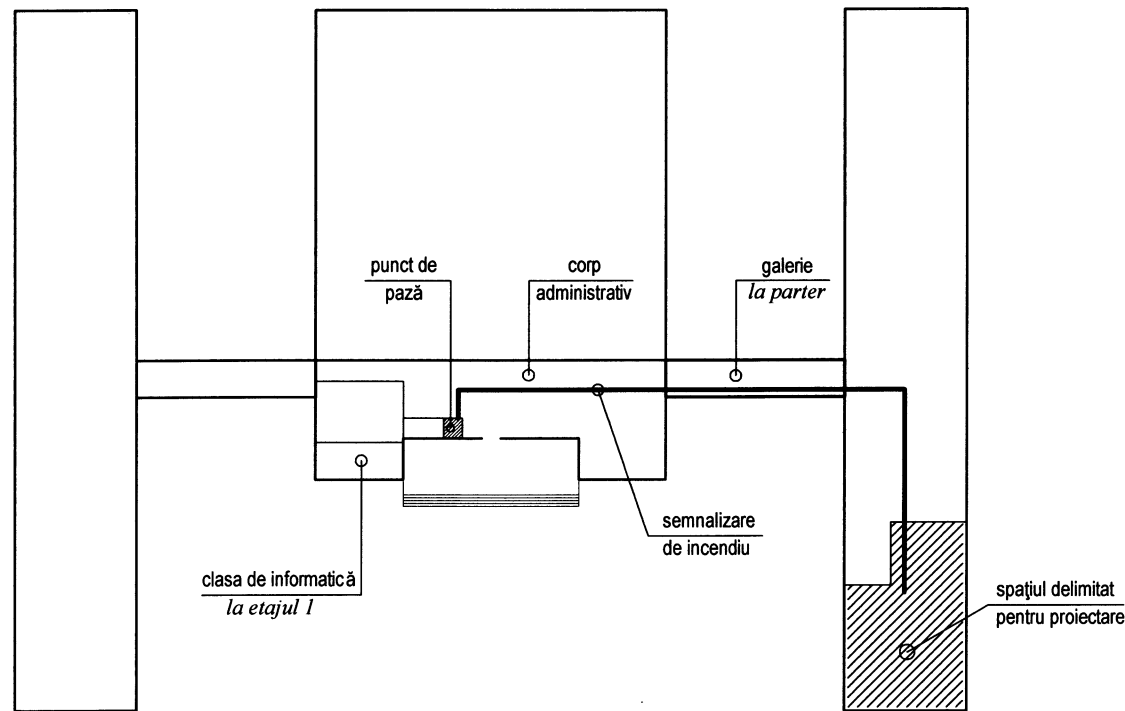 punct de
pază
corp
administrativ
galerie
la parter
semnalizare
de incendiu
clasa de informatică
la etajul 1
spațiul delimitat
pentru proiectare